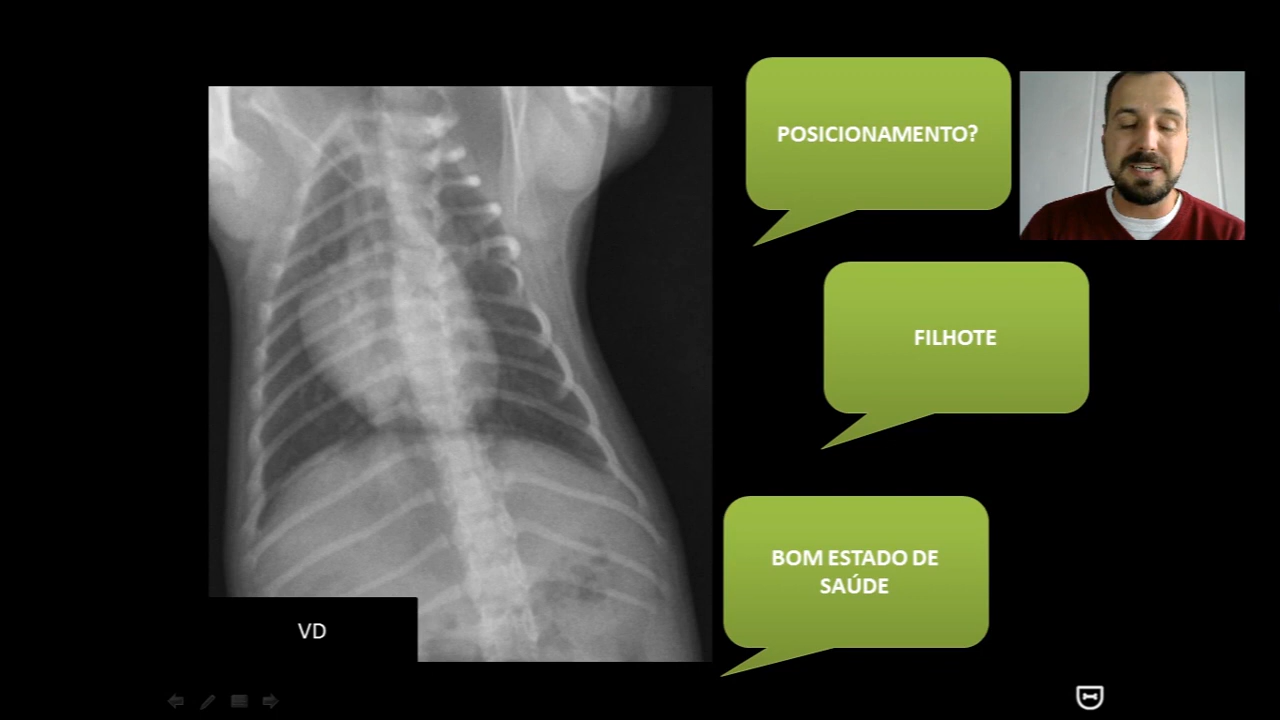 POSICIONAMENTO?
FILHOTE
BOM ESTADO DE
SAÚDE
VD